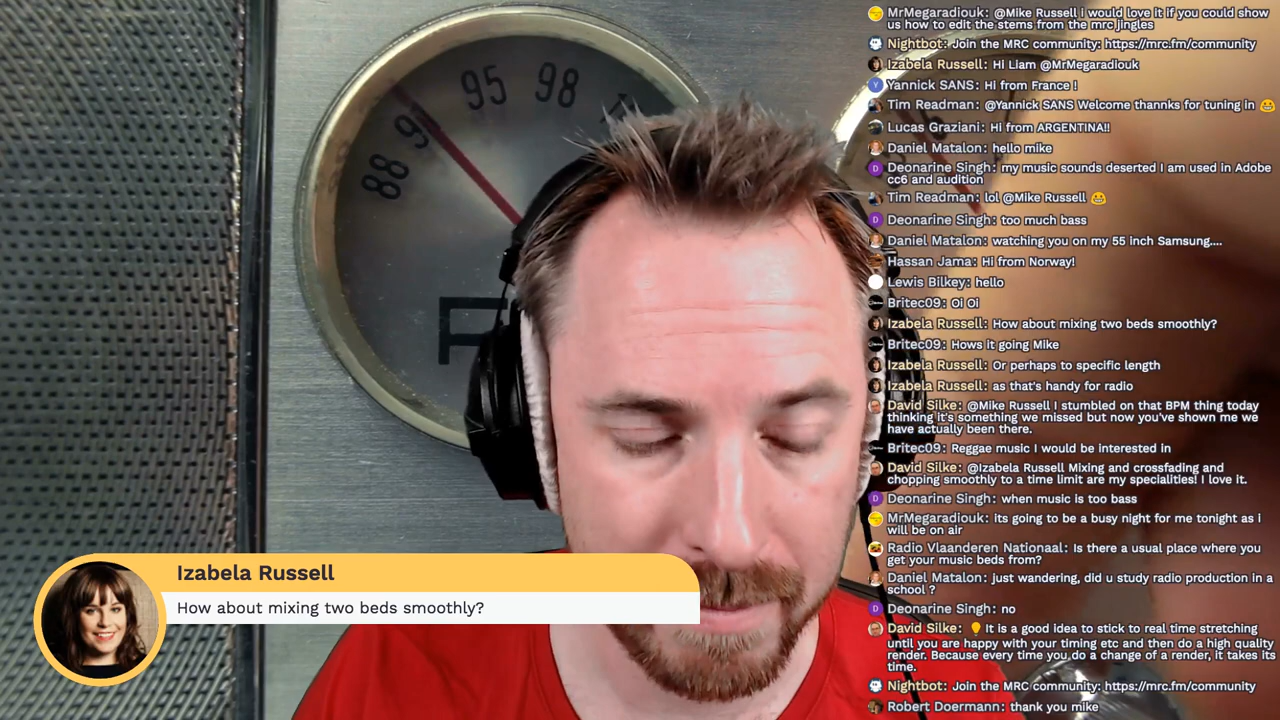 95 98
88
Izabela Russell
How about mixing two beds smoothly?
MrMegaradiouk: @Mike Russell i would love it if you could show
us how to edit the stems from the mrc jingles
Nightbot: Join the MRC community: https://mrc.fm/community
Izabela Russell: Hi Liam @MrMegaradiouk
Y Yannick SANS: Hi from France !
Tim Readman: @Yannick SANS Welcome thannks for tuning in 😬
Lucas Graziani: Hi from ARGENTINA!!
Daniel Matalon: hello mike
D Deonarine Singh: my music sounds deserted I am used in Adobe
cc6 and audition
Tim Readman: lol @Mike Russell 😬
D Deonarine Singh: too much bass
Daniel Matalon: watching you on my 55 inch Samsung....
Hassan Jama: Hi from Norway!
Lewis Bilkey: hello
Britec09: Oi Oi
Izabela Russell: How about mixing two beds smoothly?
Britec09: Hows it going Mike
Izabela Russell: Or perhaps to specific length
Izabela Russell: as that's handy for radio
David Silke: @Mike Russell I stumbled on that BPM thing today
thinking it's something we missed but now you've shown me we
have actually been there.
Britec09: Reggae music I would be interested in
David Silke: @Izabela Russell Mixing and crossfading and
chopping smoothly to a time limit are my specialities! I love it.
D Deonarine Singh: when music is too bass
MrMegaradiouk: its going to be a busy night for me tonight as i
will be on air
Radio Vlaanderen Nationaal: Is there a usual place where you
get your music beds from?
Daniel Matalon: just wandering, did u study radio production in a
school ?
D Deonarine Singh: no
David Silke: 💡It is a good idea to stick to real time stretching
until you are happy with your timing etc and then do a high quality
render. Because every time you do a change of a render, it takes its
time.
Nightbot: Join the MRC community: https://mrc.fm/community
Robert Doermann: thank you mike